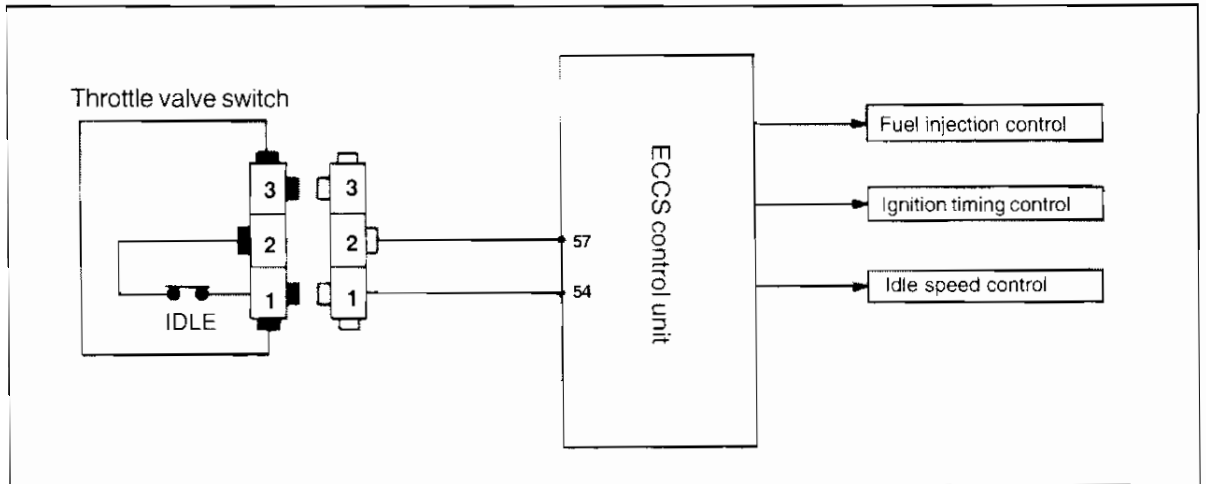 Throttle valve switch
3
2
1
IDLE
3
2
1
57
54
ECCS control unit
Fuel injection control
Ignition timing control
Idle speed control